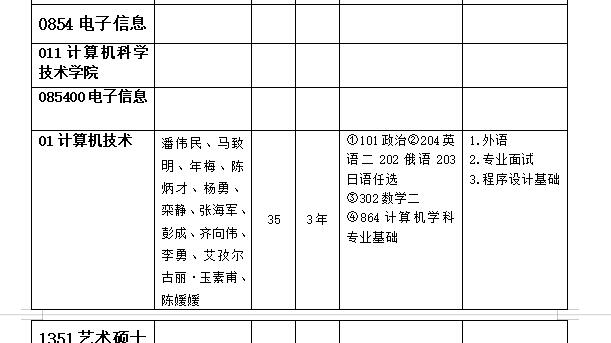 0854 电子信息
011 计算机科学
技术学院
085400 电子信息
01 计算机技术
潘伟民、马致
明、年梅、陈
炳才、杨勇、
栾静、张海军、
彭成、齐向伟、
李勇、艾孜尔
古丽·玉素甫、
陈媛媛
35
3 年
①101 政治②204 英
语二 202 俄语 203
日语任选
③302 数学二
④864 计算机学科
专业基础
1. 外语
2. 专业面试
3. 程序设计基础
1351 艺术硕士